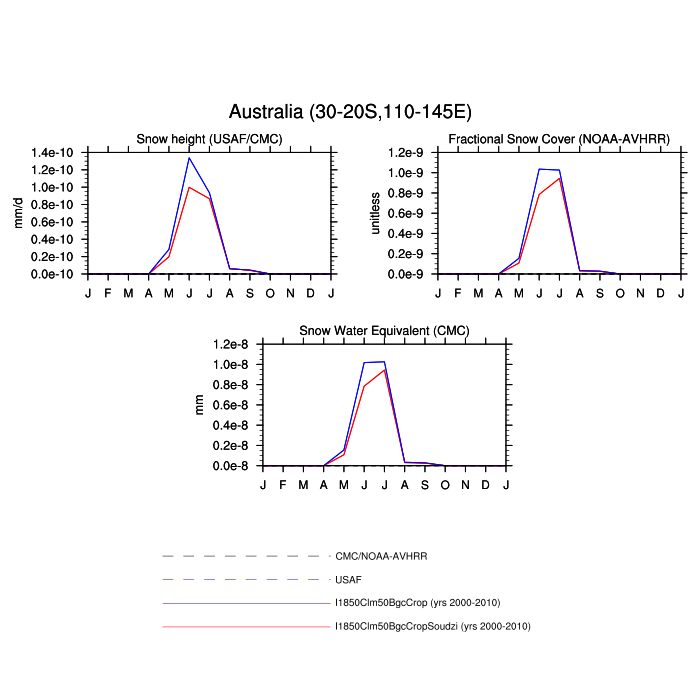 Australia (30-20S,110-145E)
Snow height (USAF/CMC)
mm/d
1.4e-10
1.2e-10
1.0e-10
0.8e-10
0.6e-10
0.4e-10
0.2e-10
0.0e-10
J F M A M J J A S O N D J
Fractional Snow Cover (NOAA-AVHRR)
unitless
1.2e-9
1.0e-9
0.8e-9
0.6e-9
0.4e-9
0.2e-9
0.0e-9
J F M A M J J A S O N D J
Snow Water Equivalent (CMC)
mm
1.2e-8
1.0e-8
0.8e-8
0.6e-8
0.4e-8
0.2e-8
0.0e-8
J F M A M J J A S O N D J
CMC/NOAA-AVHRR
USAF
I1850Clm50BgcCrop (yrs 2000-2010)
I1850Clm50BgcCropSoudzi (yrs 2000-2010)